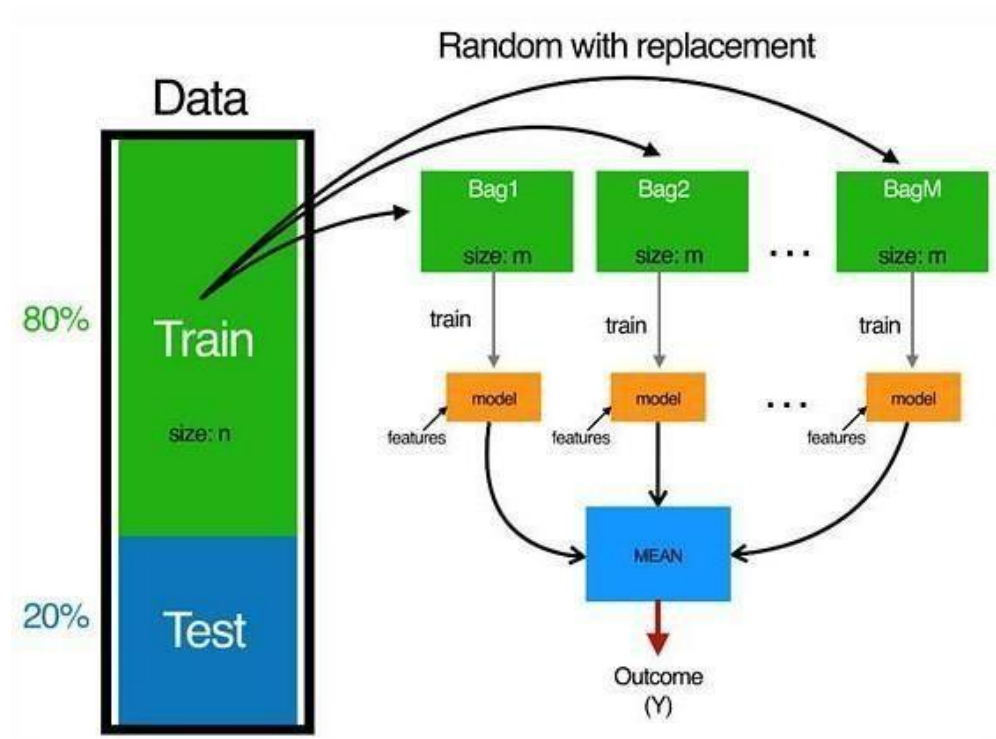 Random with replacement
Data
Bag1
Bag2
BagM
size: m
size: m
...
size: m
80%
Train
size: n
train
train
train
model
model
...
model
features
features
features
MEAN
20%
Test
Outcome
(Y)